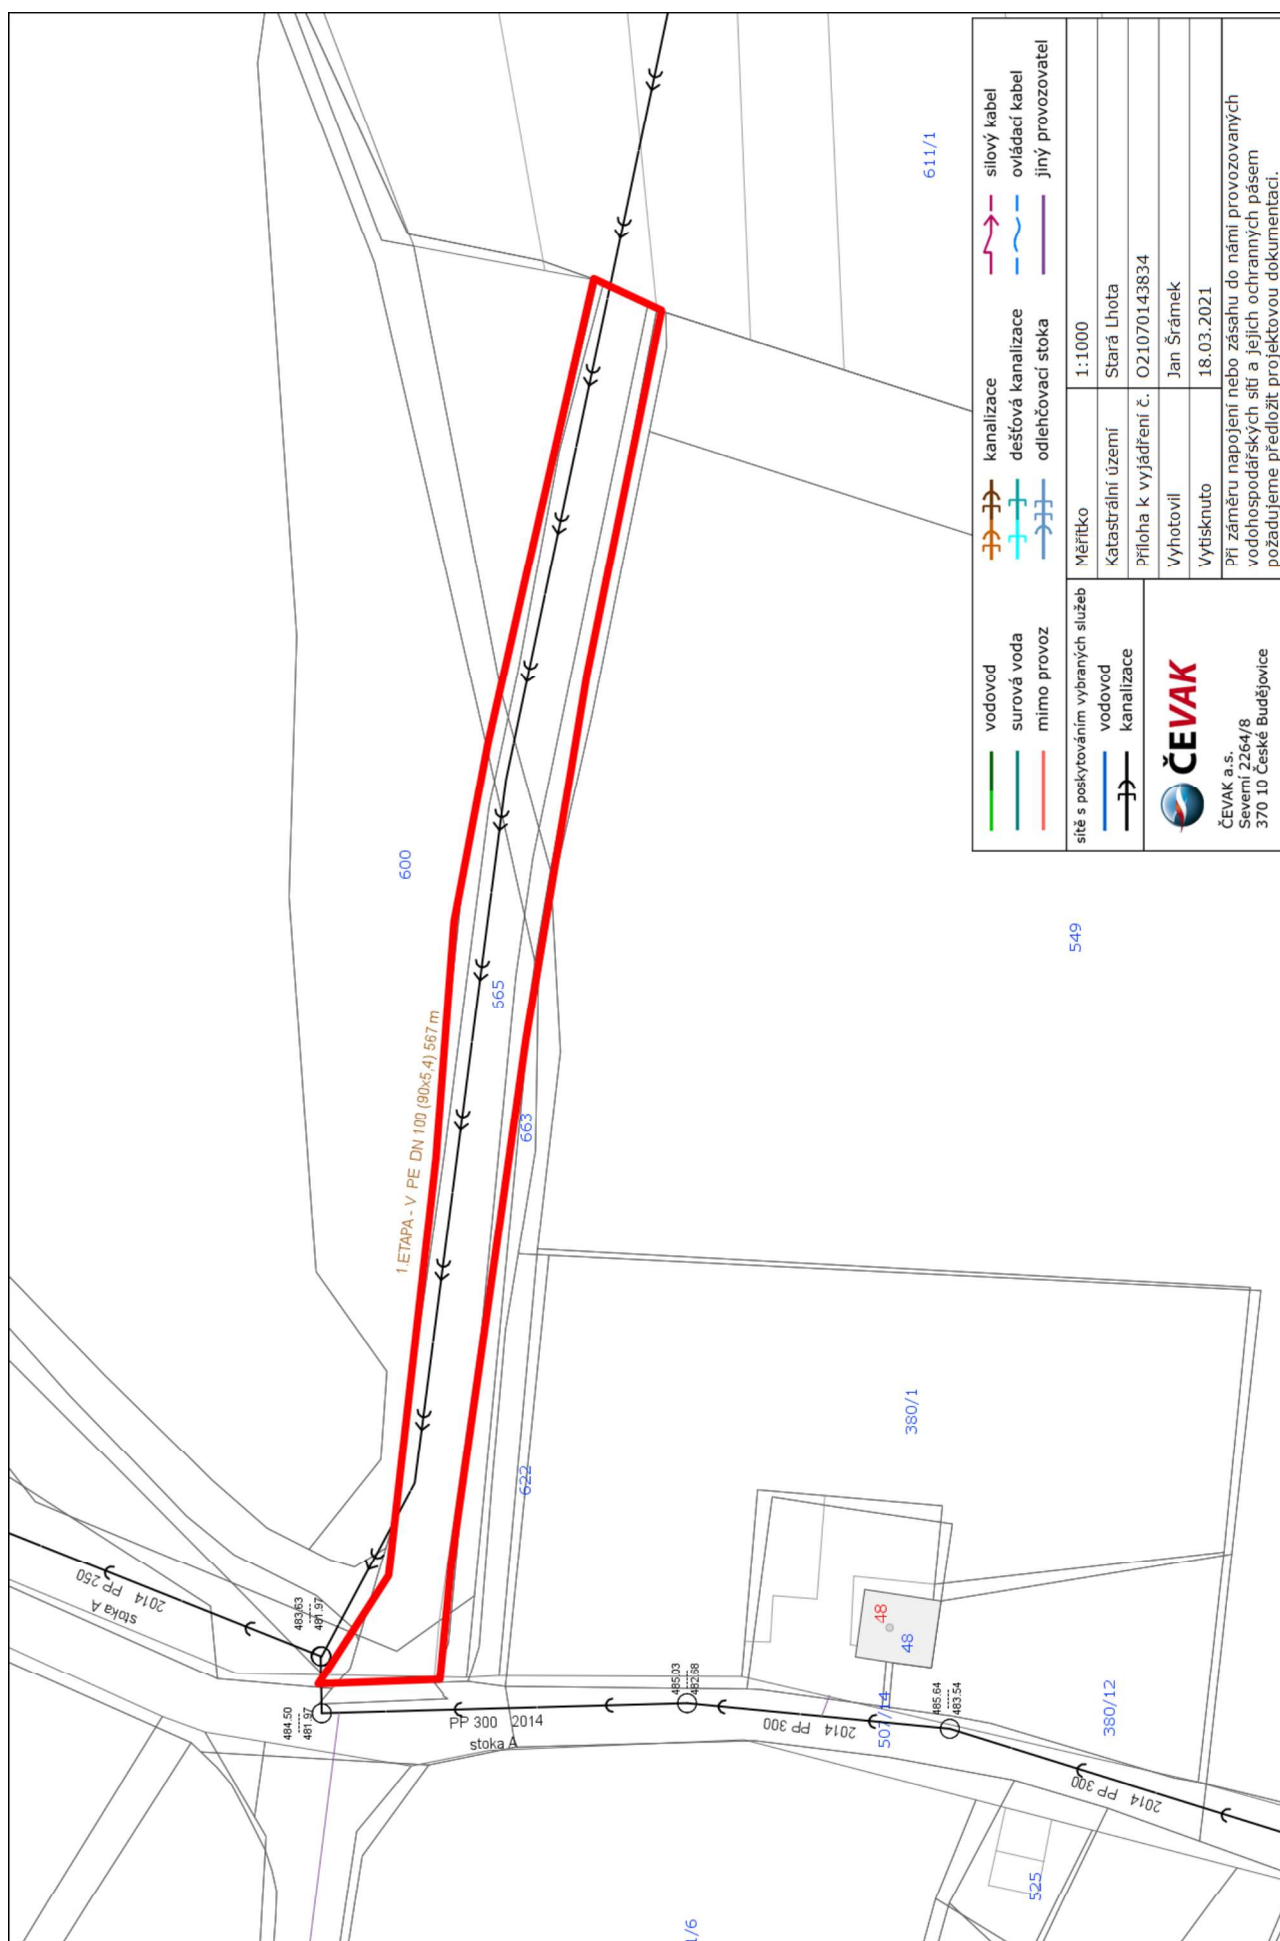 611/1
600
565
663
549
622
380/1
380/12
507/14
525
1/6
48
48
1.ETAPA - V PE DN 100 (90x5,4) 567 m
2014 PP 250
stoka A
483.63
481.97
484.50
481.97
PP 300 2014
stoka A
485.03
482.68
2014 PP 300
485.64
483.54
2014 PP 300
vodovod
surová voda
mimo provoz
kanalizace
dešťová kanalizace
odlehčovací stoka
silový kabel
ovládací kabel
jiný provozovatel
sítě s poskytováním vybraných služeb
vodovod
kanalizace
ČEVAK
ČEVAK a.s.
Severní 2264/8
370 10 České Budějovice
Měřítko 1:1000
Katastrální území Stará Lhota
Příloha k vyjádření č. O21070143834
Vyhotovil Jan Šrámek
Vytisknuto 18.03.2021
Při záměru napojení nebo zásahu do námi provozovaných
vodohospodářských sítí a jejich ochranných pásem
požadujeme předložit projektovou dokumentaci.